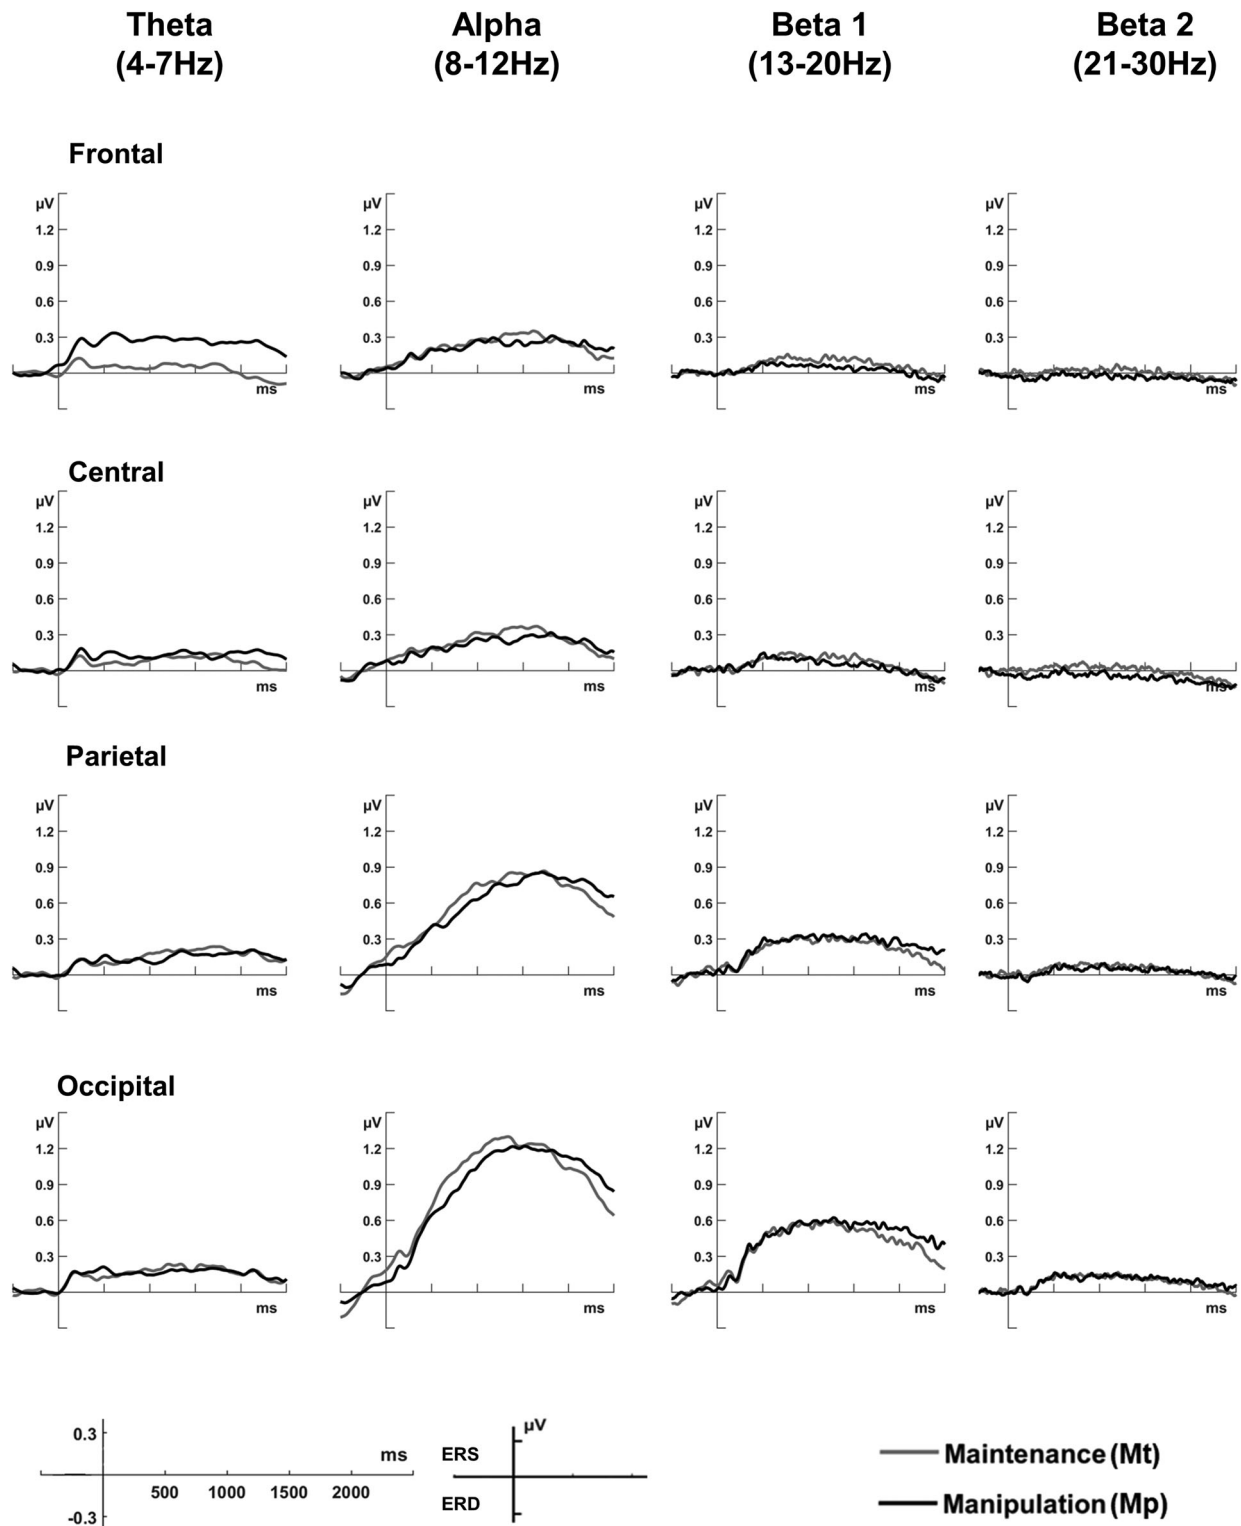 Theta Alpha Beta 1 Beta 2
(4-7Hz) (8-12Hz) (13-20Hz) (21-30Hz)
Frontal
µV µV µV µV
1.2 1.2 1.2 1.2
0.9 0.9 0.9 0.9
0.6 0.6 0.6 0.6
0.3 0.3 0.3 0.3
ms ms ms ms
Central
µV µV µV µV
1.2 1.2 1.2 1.2
0.9 0.9 0.9 0.9
0.6 0.6 0.6 0.6
0.3 0.3 0.3 0.3
ms ms ms ms
Parietal
µV µV µV µV
1.2 1.2 1.2 1.2
0.9 0.9 0.9 0.9
0.6 0.6 0.6 0.6
0.3 0.3 0.3 0.3
ms ms ms ms
Occipital
µV µV µV µV
1.2 1.2 1.2 1.2
0.9 0.9 0.9 0.9
0.6 0.6 0.6 0.6
0.3 0.3 0.3 0.3
ms ms ms ms
0.3
ms
500 1000 1500 2000
-0.3
µV
ERS
ERD
Maintenance (Mt)
Manipulation (Mp)